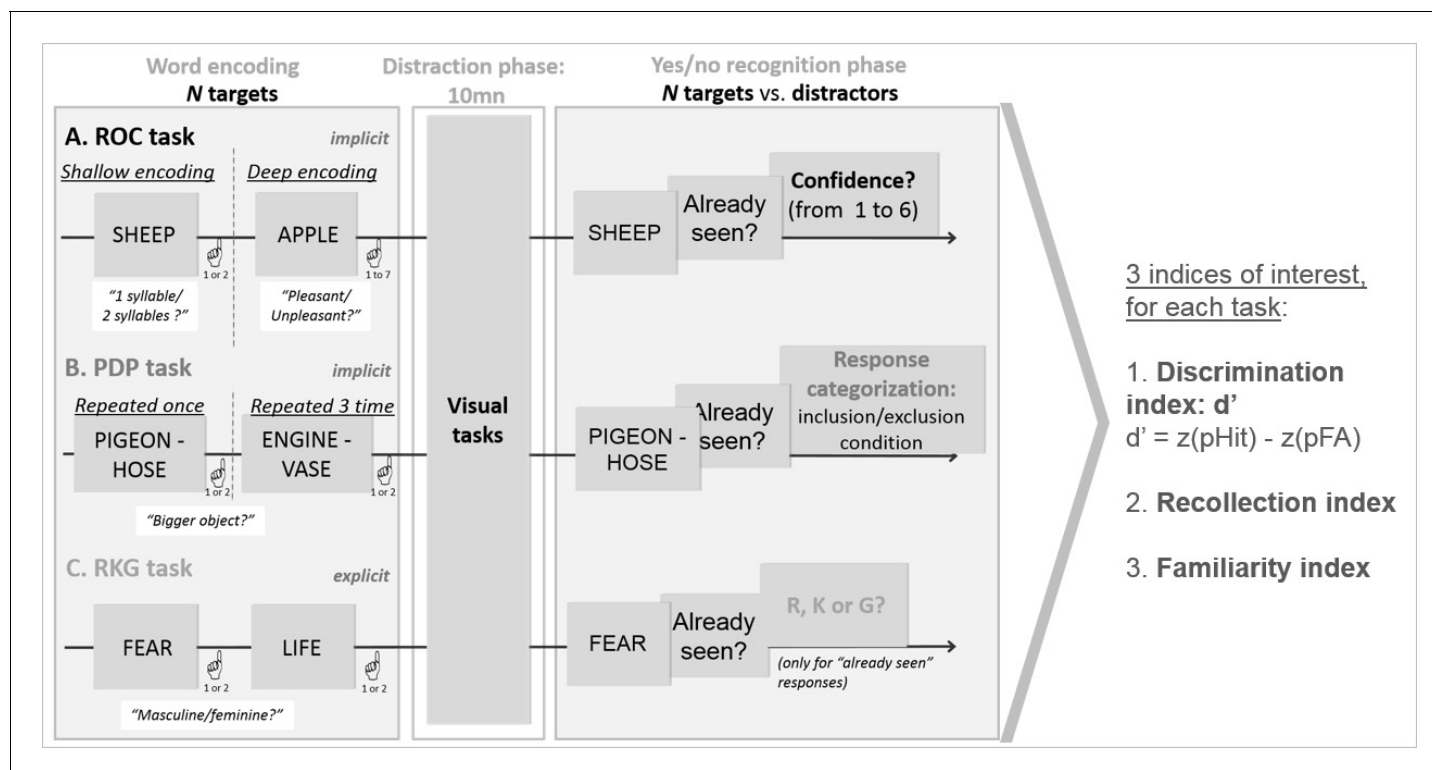 Word encoding
N targets
Distraction phase:
10mn
Yes/no recognition phase
N targets vs. distractors
A. ROC task
implicit
Shallow encoding
Deep encoding
SHEEP
APPLE
1 or 2
1 to 7
“1 syllable/
2 syllables ?”
“Pleasant/
Unpleasant?”
SHEEP
Already
seen?
Confidence?
(from 1 to 6)
B. PDP task
implicit
Repeated once
Repeated 3 time
PIGEON -
HOSE
ENGINE -
VASE
1 or 2
1 or 2
“Bigger object?”
Visual
tasks
PIGEON -
HOSE
Already
seen?
Response
categorization:
inclusion/exclusion
condition
C. RKG task
explicit
FEAR
LIFE
1 or 2
1 or 2
“Masculine/feminine?”
FEAR
Already
seen?
R, K or G?
(only for “already seen”
responses)
3 indices of interest,
for each task:
1. Discrimination
index: d’
d’ = z(pHit) - z(pFA)
2. Recollection index
3. Familiarity index